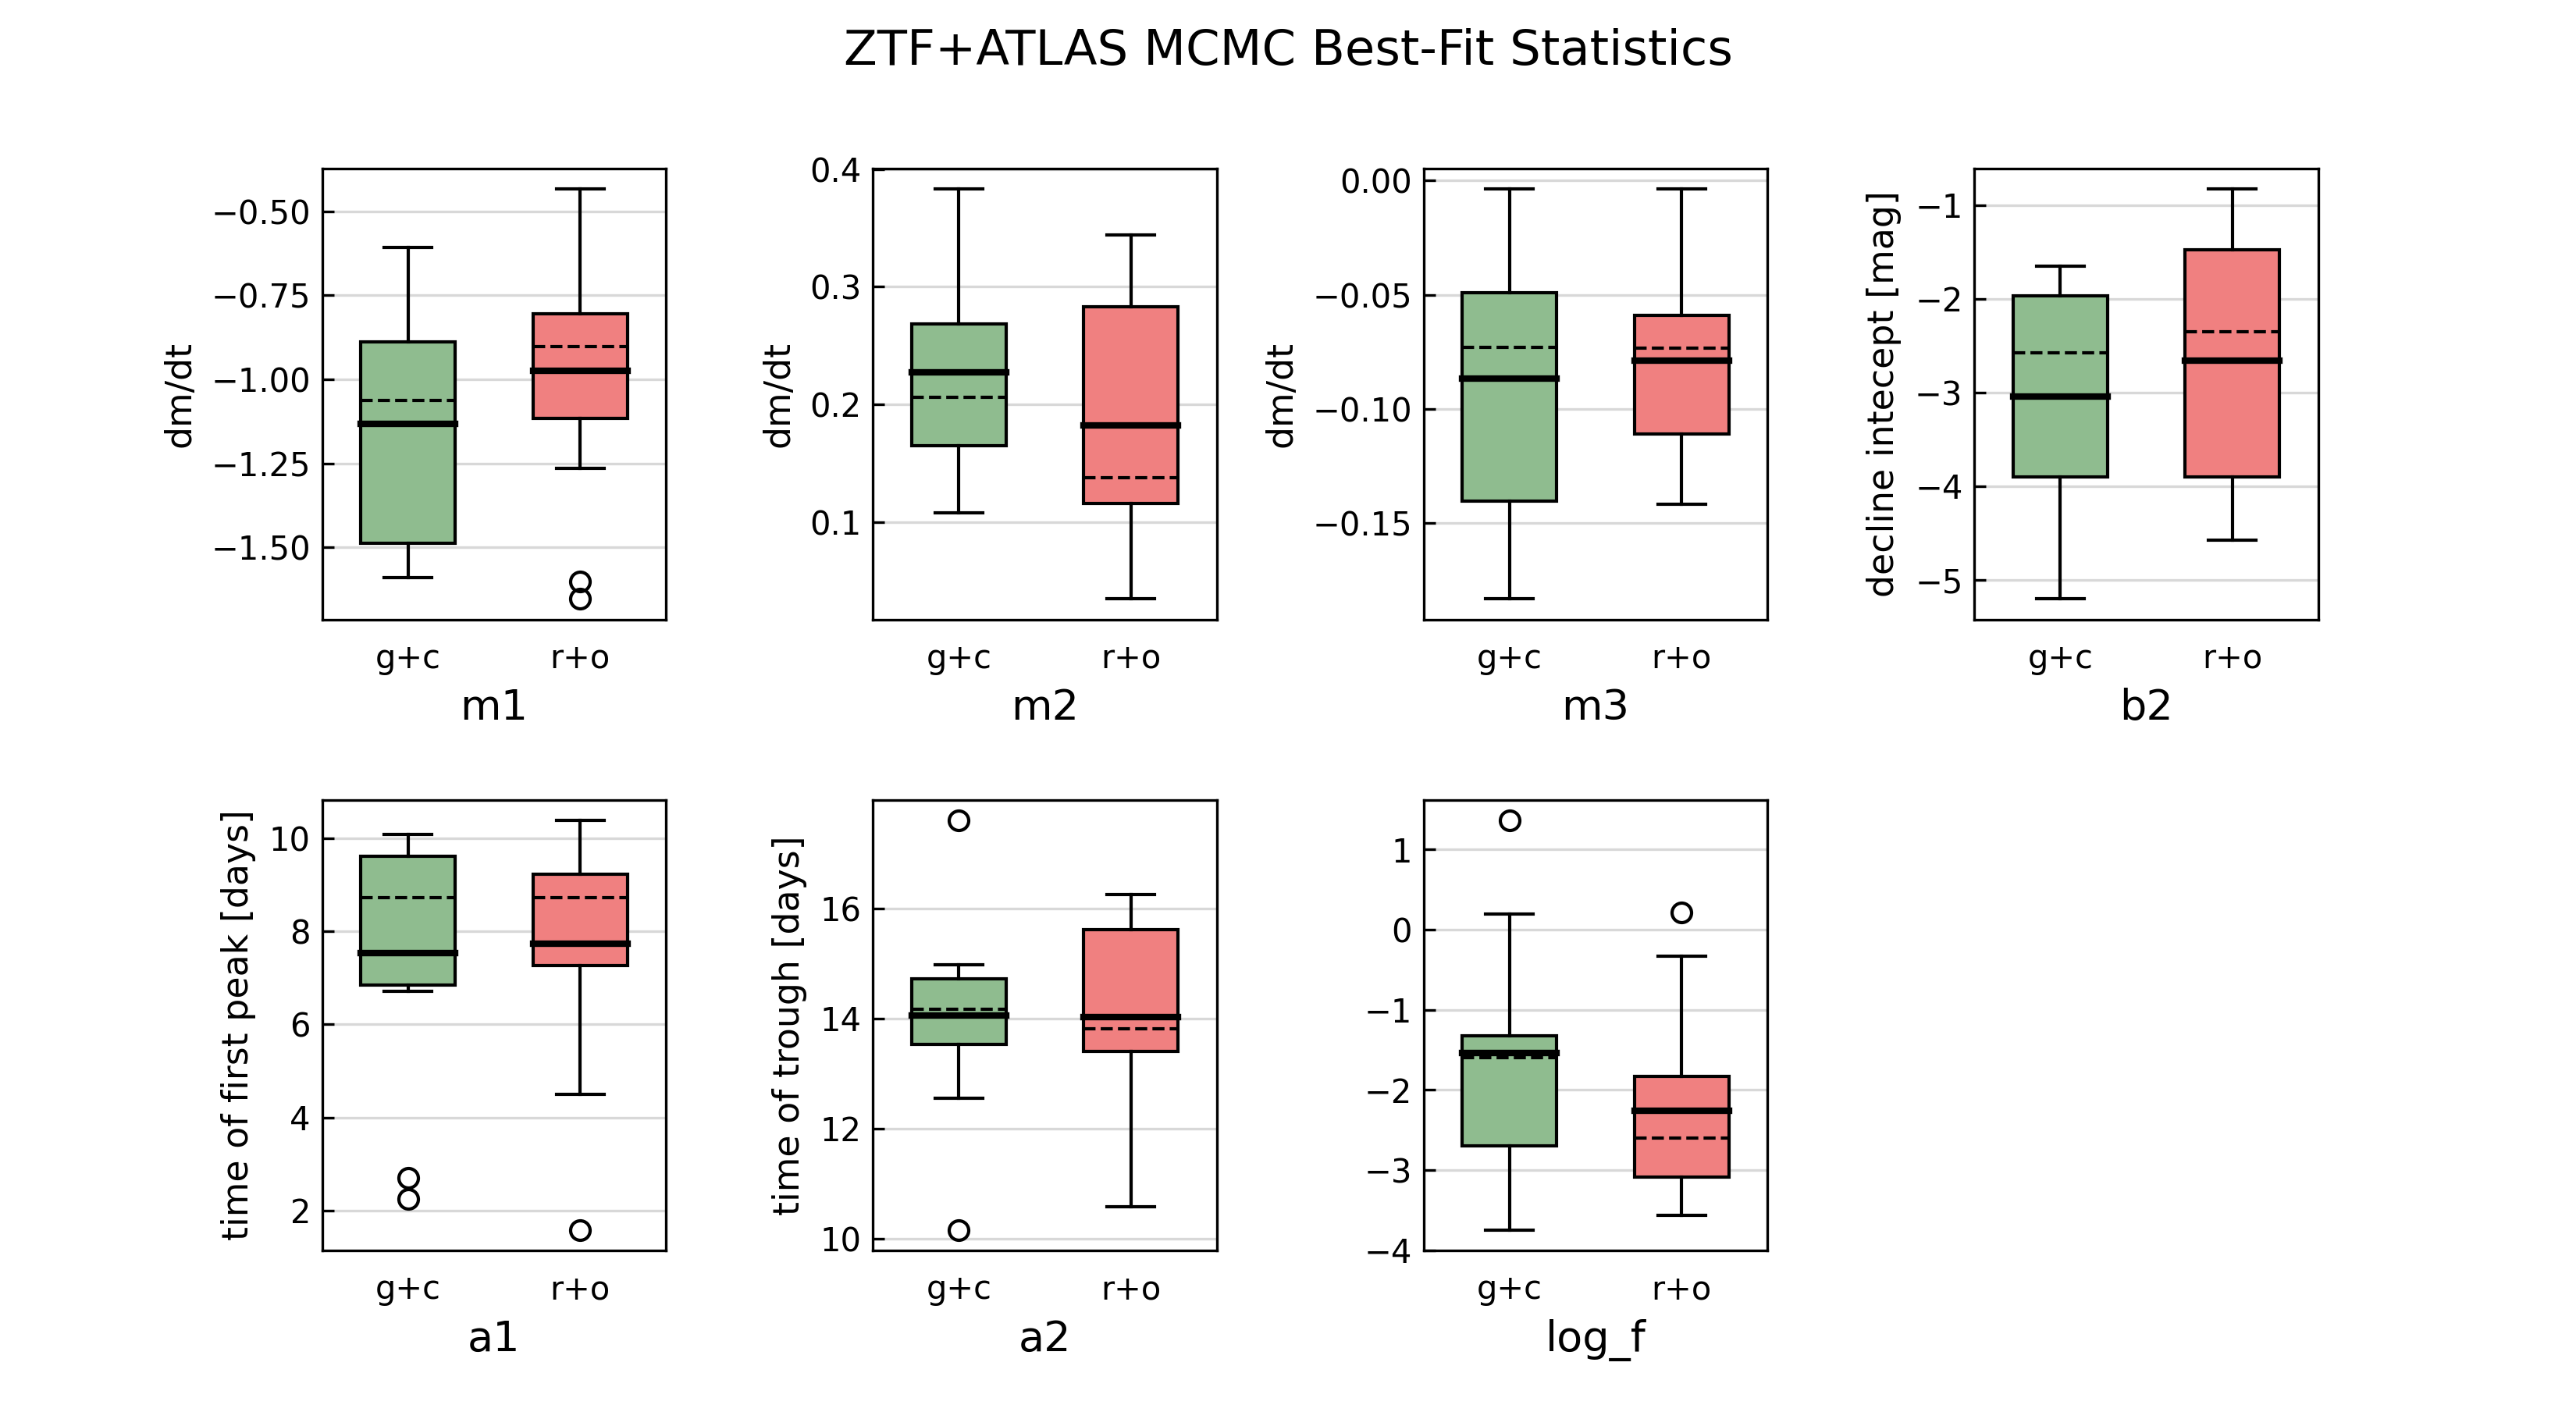 ZTF+ATLAS MCMC Best-Fit Statistics
dm/dt
−0.50
−0.75
−1.00
−1.25
−1.50
g+c r+o
m1
dm/dt
0.4
0.3
0.2
0.1
g+c r+o
m2
dm/dt
0.00
−0.05
−0.10
−0.15
g+c r+o
m3
decline intecept [mag]
−1
−2
−3
−4
−5
g+c r+o
b2
time of first peak [days]
10
8
6
4
2
g+c r+o
a1
time of trough [days]
16
14
12
10
g+c r+o
a2
1
0
−1
−2
−3
−4
g+c r+o
log_f